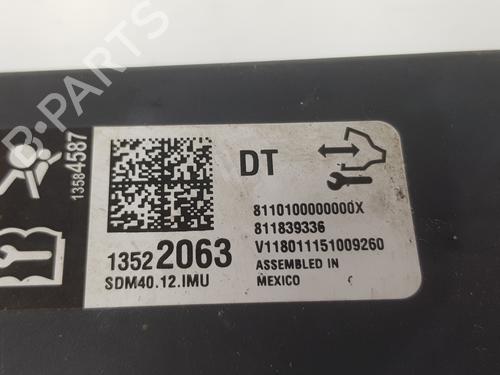 13584587
DT
8110100000000X
811839336
V118011151009260
13522063
ASSEMBLED IN
SDM40.12.IMU
MEXICO
B-PARTS